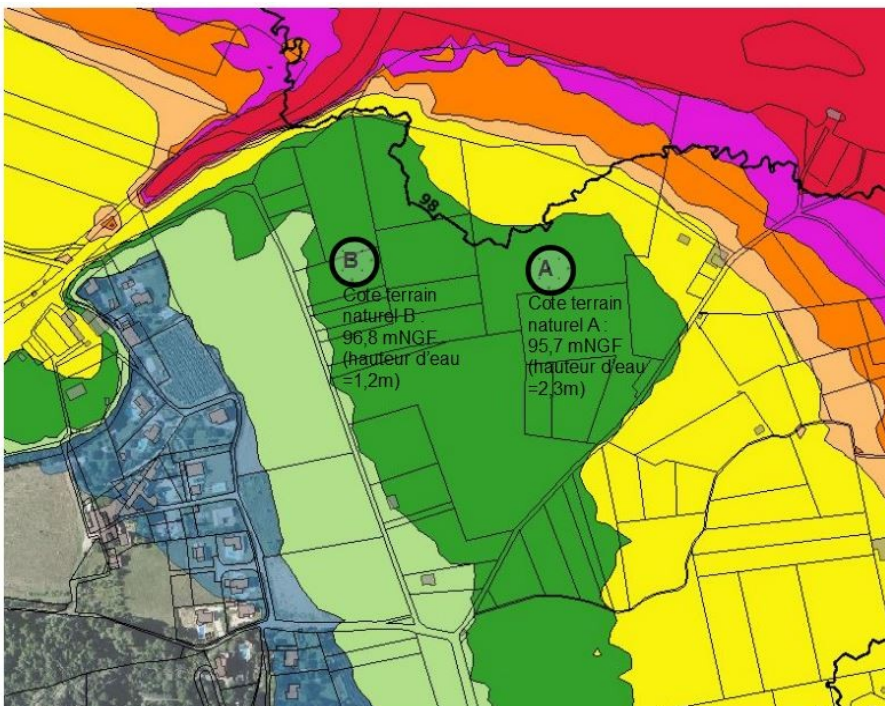 98
B
A
Cote terrain
naturel B :
96,8 mNGF
(hauteur d'eau
=1,2m)
Cote terrain
naturel A :
95,7 mNGF
(hauteur d'eau
=2,3m)